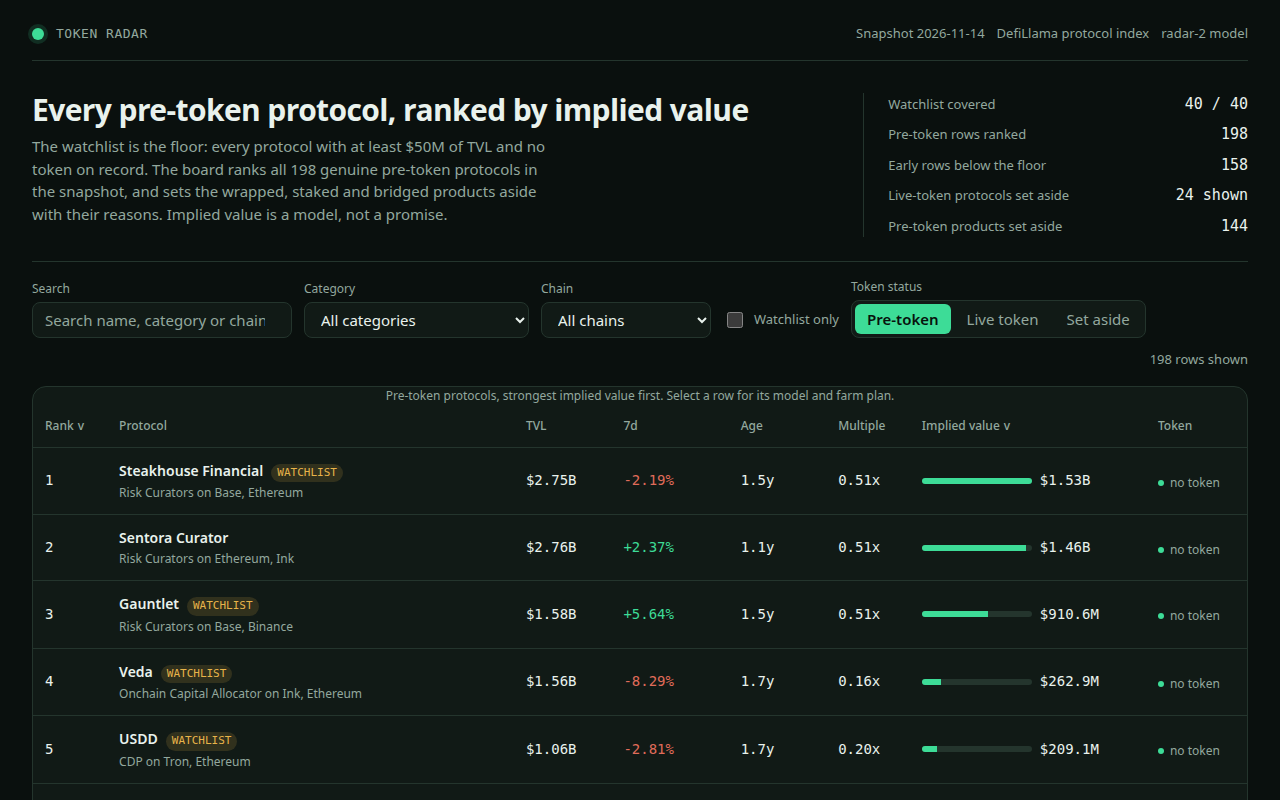 TOKEN RADAR
Snapshot 2026-11-14 DefiLlama protocol index radar-2 model
Every pre-token protocol, ranked by implied value
The watchlist is the floor: every protocol with at least $50M of TVL and no
token on record. The board ranks all 198 genuine pre-token protocols in
the snapshot, and sets the wrapped, staked and bridged products aside
with their reasons. Implied value is a model, not a promise.
Watchlist covered 40 / 40
Pre-token rows ranked 198
Early rows below the floor 158
Live-token protocols set aside 24 shown
Pre-token products set aside 144
Search Category Chain Token status
Search name, category or chain All categories All chains Watchlist only Pre-token Live token Set aside
198 rows shown
Pre-token protocols, strongest implied value first. Select a row for its model and farm plan.
Rank v Protocol TVL 7d Age Multiple Implied value v Token
1 Steakhouse Financial WATCHLIST $2.75B -2.19% 1.5y 0.51x $1.53B no token
Risk Curators on Base, Ethereum
2 Sentora Curator $2.76B +2.37% 1.1y 0.51x $1.46B no token
Risk Curators on Ethereum, Ink
3 Gauntlet WATCHLIST $1.58B +5.64% 1.5y 0.51x $910.6M no token
Risk Curators on Base, Binance
4 Veda WATCHLIST $1.56B -8.29% 1.7y 0.16x $262.9M no token
Onchain Capital Allocator on Ink, Ethereum
5 USDD WATCHLIST $1.06B -2.81% 1.7y 0.20x $209.1M no token
CDP on Tron, Ethereum